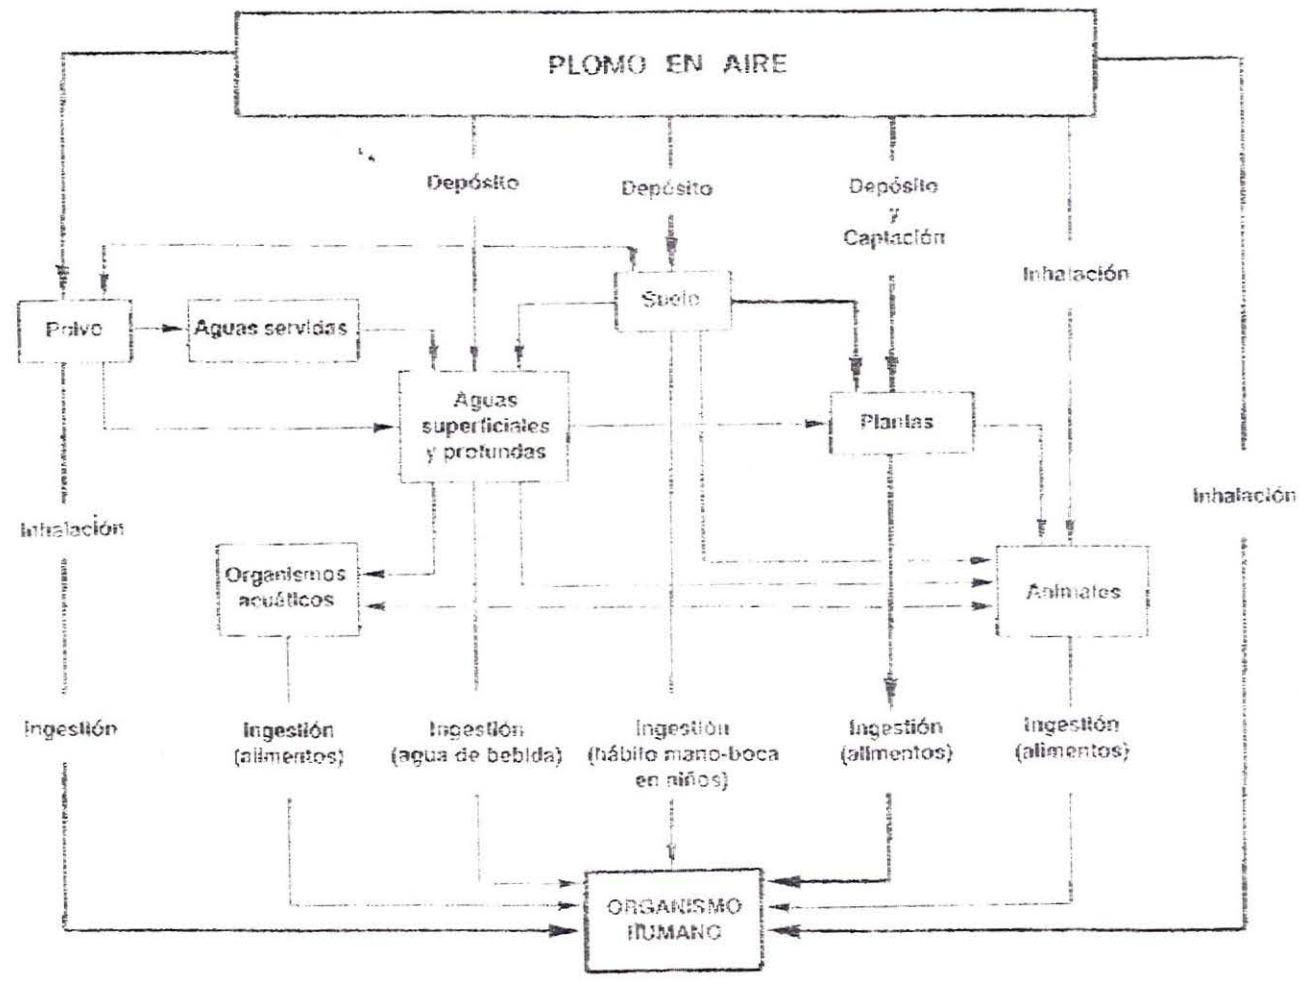 PLOMO EN AIRE
Depósito
Depósito
Depósito
y
Captación
Inhalación
Suelo
Polvo
Aguas servidas
Aguas
superficiales
y profundas
Plantas
Inhalación
Inhalación
Organismos
acuáticos
Animales
Ingestión
Ingestión
(alimentos)
Ingestión
(agua de bebida)
Ingestión
(hábito mano-boca
en niños)
Ingestión
(alimentos)
Ingestión
(alimentos)
ORGANISMO
HUMANO